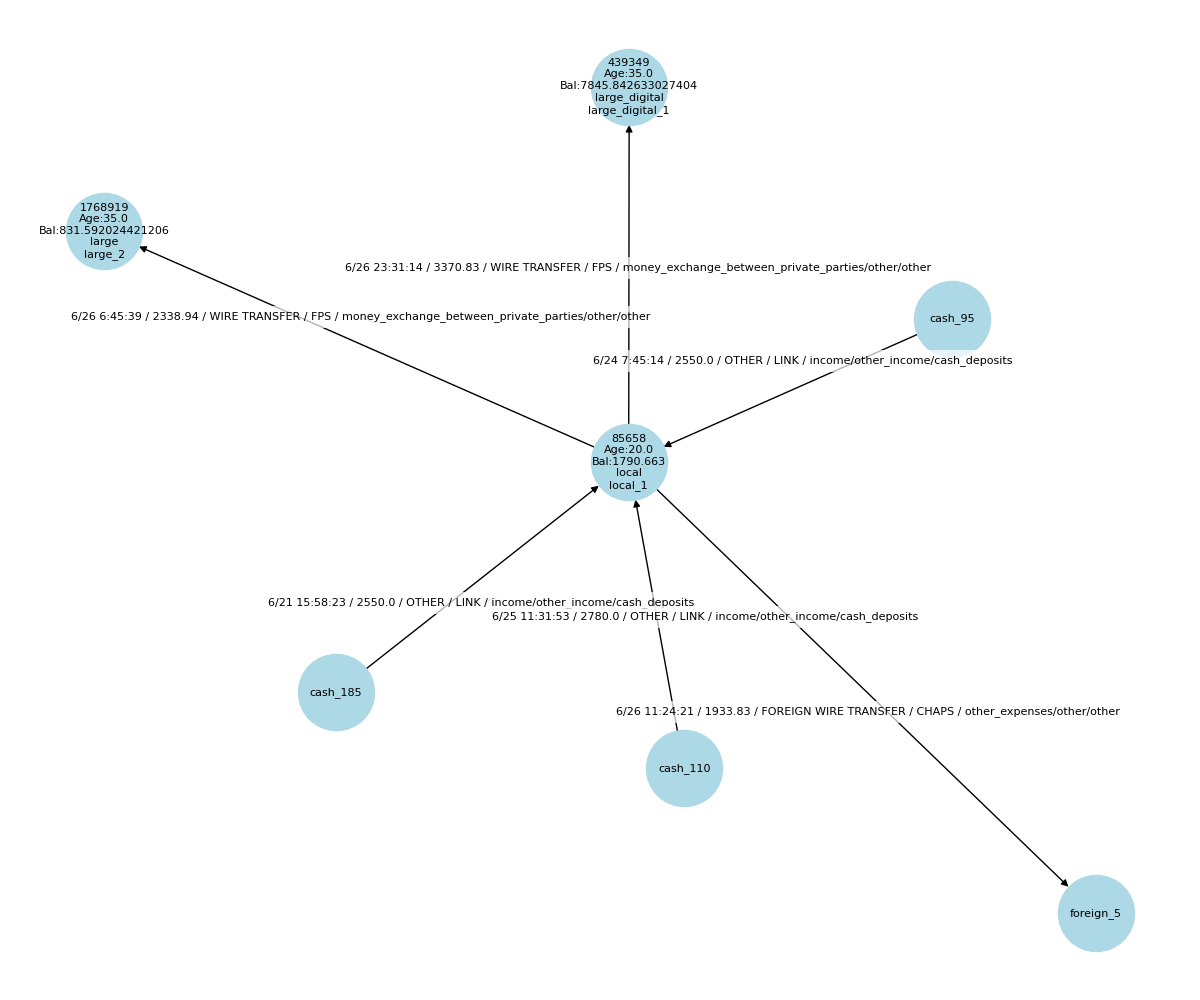 439349
Age:35.0
Bal:7845.842633027404
large_digital
large_digital_1
1768919
Age:35.0
Bal:831.592024421206
large
large_2
6/26 23:31:14 / 3370.83 / WIRE TRANSFER / FPS / money_exchange_between_private_parties/other/other
6/26 6:45:39 / 2338.94 / WIRE TRANSFER / FPS / money_exchange_between_private_parties/other/other
cash_95
6/24 7:45:14 / 2550.0 / OTHER / LINK / income/other_income/cash_deposits
85658
Age:20.0
Bal:1790.663
local
local_1
6/21 15:58:23 / 2550.0 / OTHER / LINK / income/other_income/cash_deposits
6/25 11:31:53 / 2780.0 / OTHER / LINK / income/other_income/cash_deposits
cash_185
6/26 11:24:21 / 1933.83 / FOREIGN WIRE TRANSFER / CHAPS / other_expenses/other/other
cash_110
foreign_5